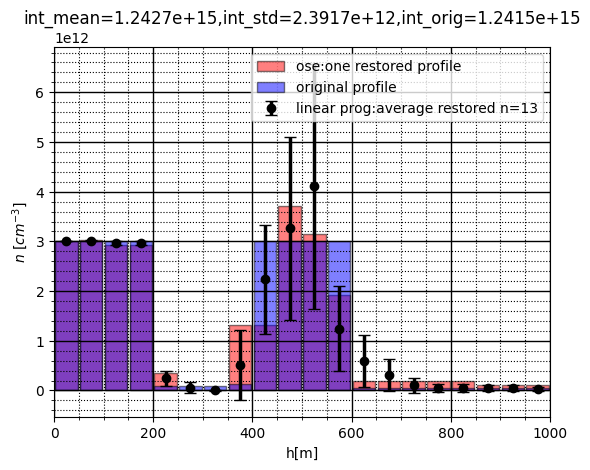 int_mean=1.2427e+15,int_std=2.3917e+12,int_orig=1.2415e+15
1e12
ose:one restored profile
original profile
linear prog:average restored n=13
6
5
4
3
2
1
0
n [cm⁻³]
0 200 400 600 800 1000
h[m]